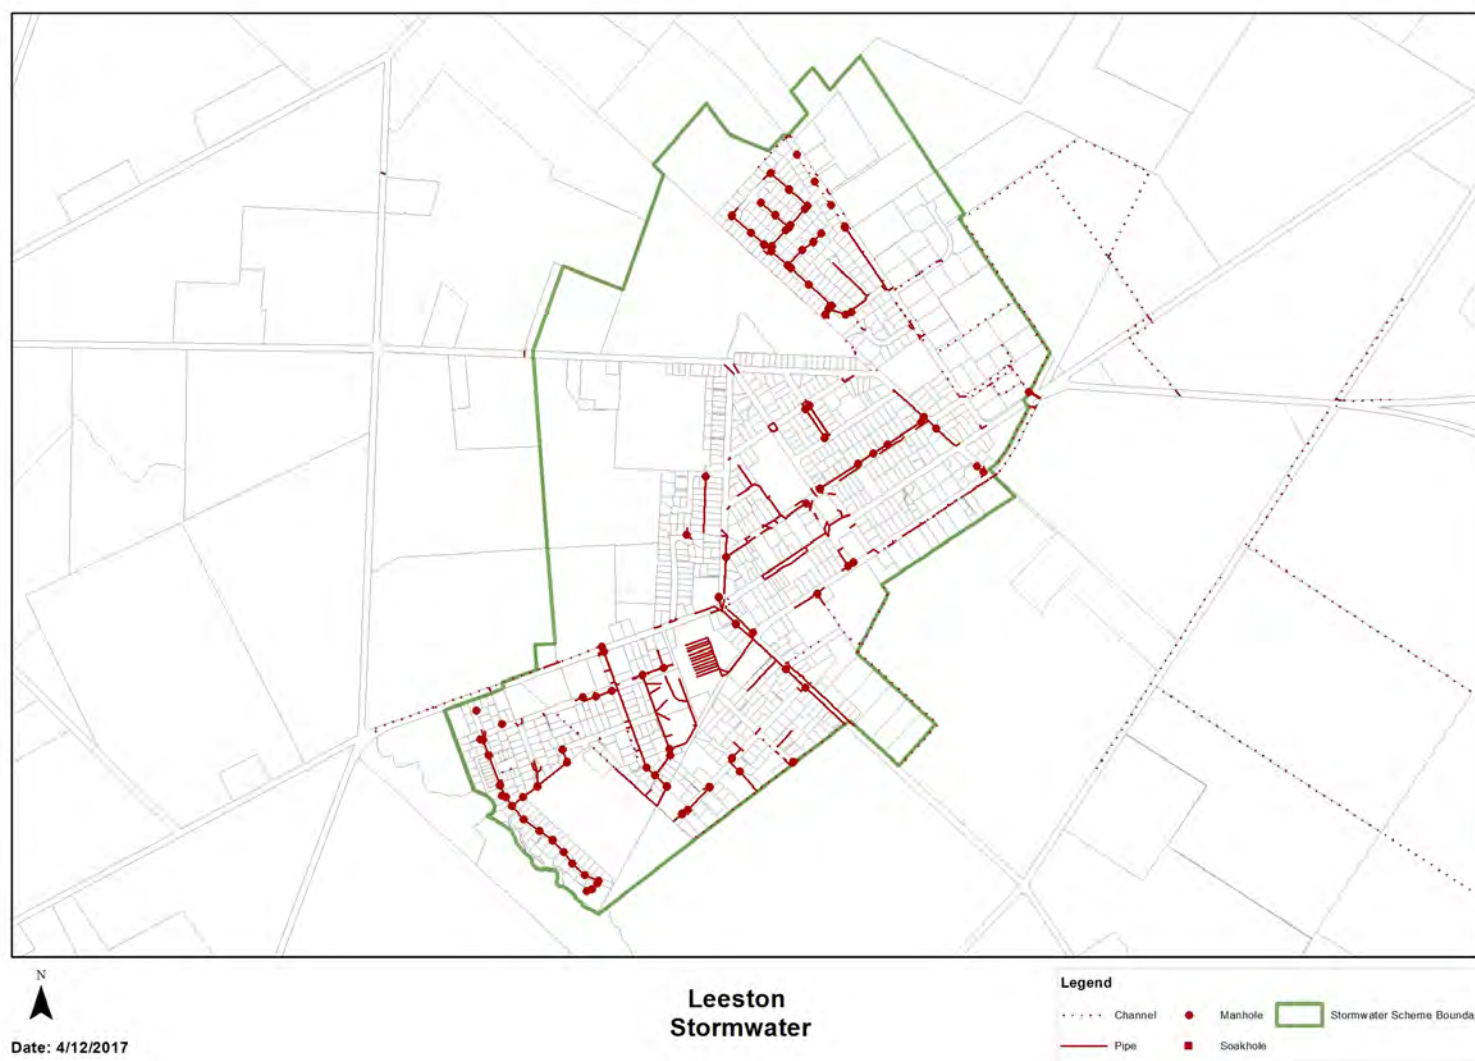 N
Date: 4/12/2017
Leeston
Stormwater
Legend
Channel
Manhole
Stormwater Scheme Bounda
Pipe
Soakhole